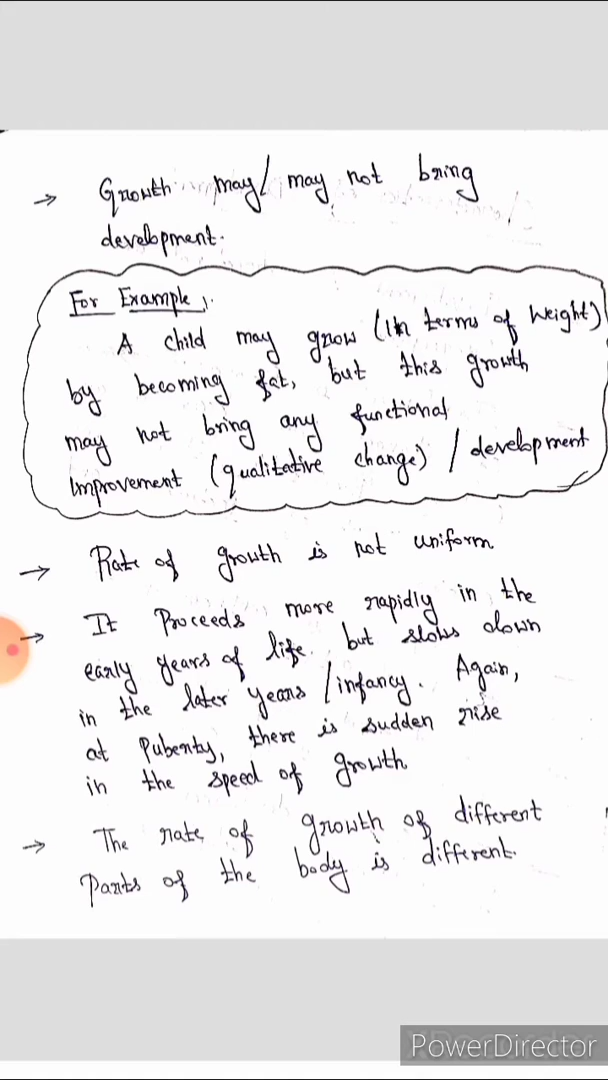 → Growth may/ may not bring
development.
For Example,
A child may grow (In terms of weight)
by becoming fat, but this growth
may not bring any functional
Improvement (qualitative change) / development
→ Rate of growth is not uniform
→ It Proceeds more rapidly in the
early years of life. but slows down
in the later years /infancy. Again,
at puberty, there is sudden rise
in the speed of growth
→ The rate of growth of different
Parts of the body is different.
PowerDirector